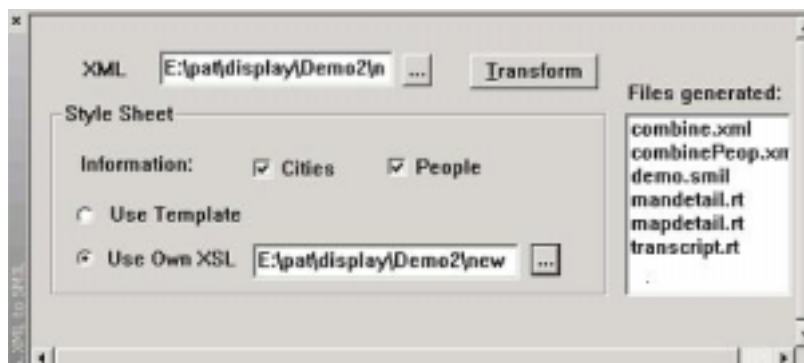 XML E:\pat\display\Demo2\n ... Transform
Files generated:
Style Sheet
Information: Cities People
Use Template
Use Own XSL E:\pat\display\Demo2\new ...
combine.xml
combinePeop.xm
demo.smil
mandetail.rt
mapdetail.rt
transcript.rt